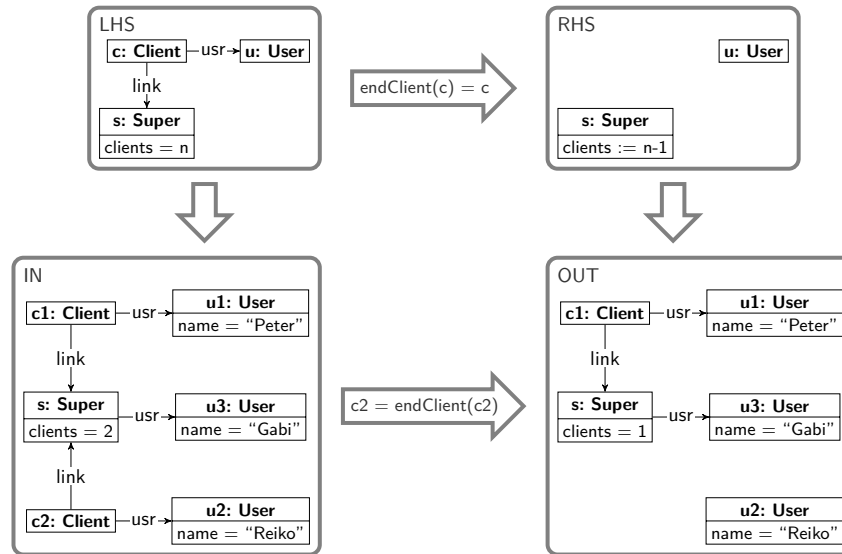 LHS
c: Client
usr
u: User
link
s: Super
clients = n
endClient(c) = c
RHS
u: User
s: Super
clients := n-1
IN
c1: Client
usr
u1: User
name = “Peter”
link
s: Super
clients = 2
usr
u3: User
name = “Gabi”
link
c2: Client
usr
u2: User
name = “Reiko”
c2 = endClient(c2)
OUT
c1: Client
usr
u1: User
name = “Peter”
link
s: Super
clients = 1
usr
u3: User
name = “Gabi”
u2: User
name = “Reiko”